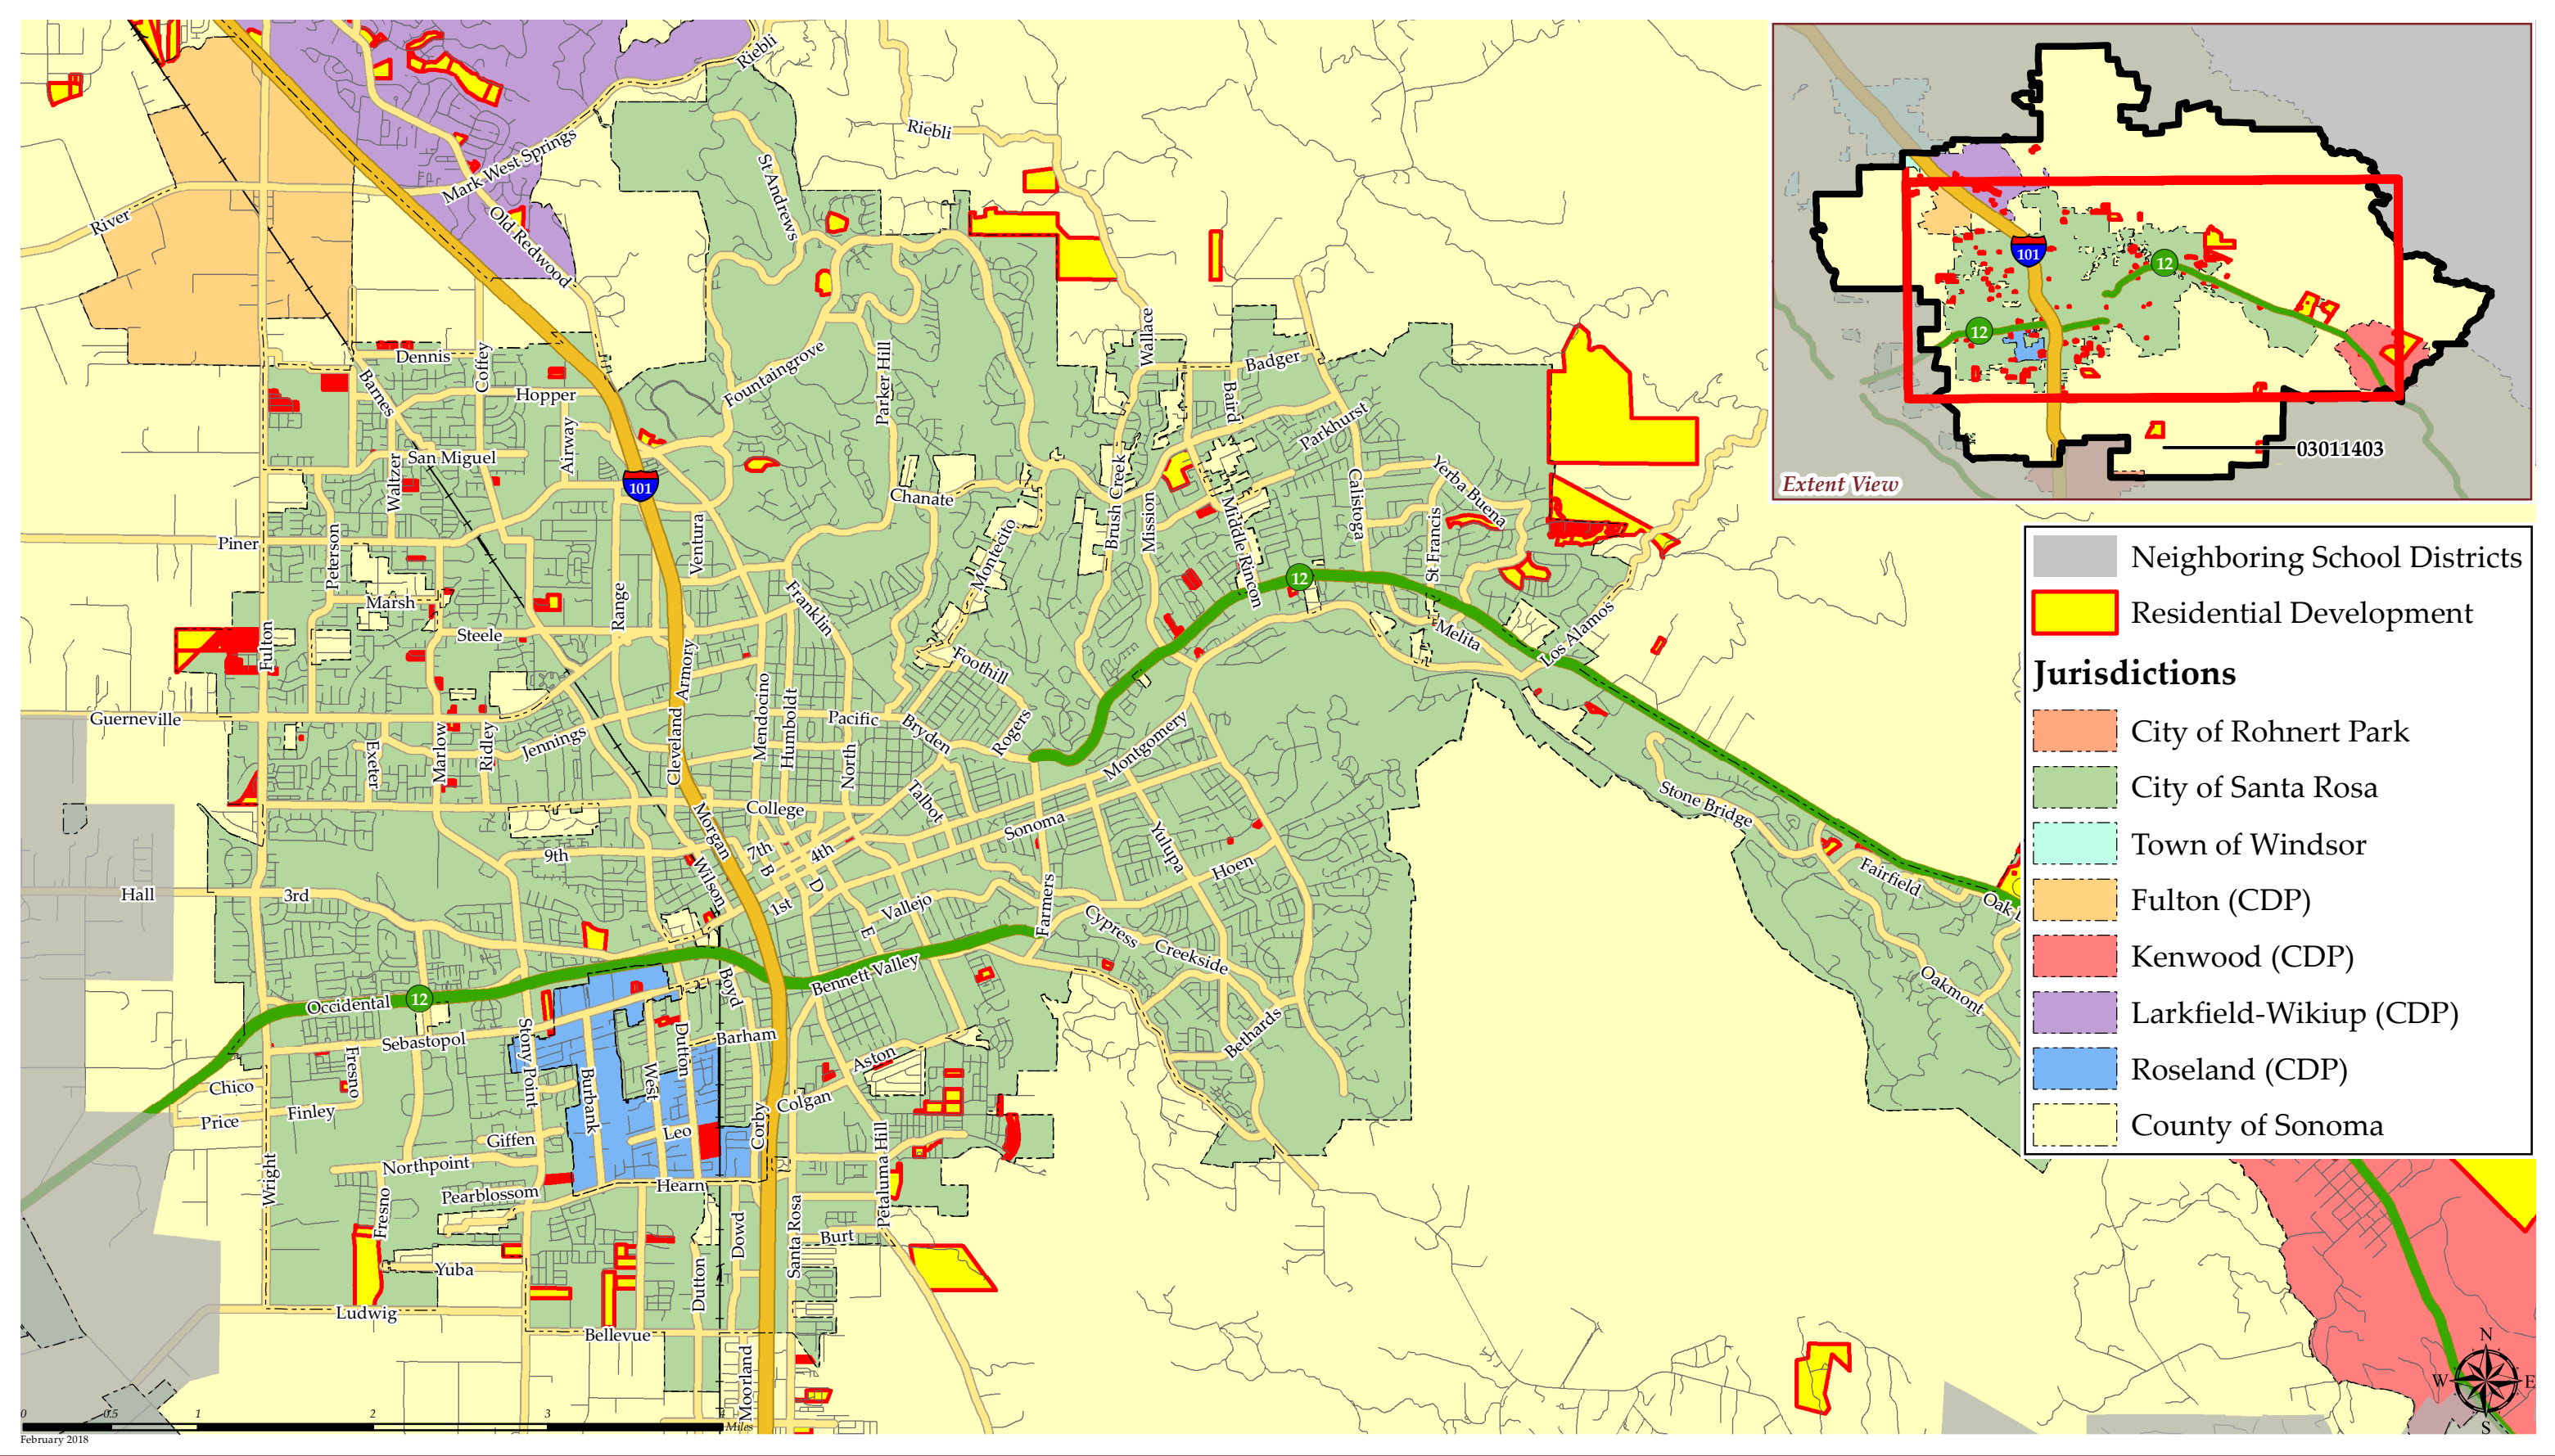 Riebli
Riebli
Mark West Springs
River
Old Redwood
St Andrews
Wallace
Dennis
Coffey
Barnes
Hopper
Fountaingrove
Parker Hill
Badger
Baird
Parkhurst
Airway
San Miguel
Waltzer
101
Chanate
Brush Creek
Mission
Middle Rincon
Calistoga
Yerba Buena
St Francis
Montecito
Piner
Peterson
Ventura
12
Marsh
Range
Franklin
Steele
Fulton
Melita
Los Alamos
Foothill
Armory
Guerneville
Exeter
Marlow
Ridley
Jennings
Cleveland
Mendocino
Humboldt
Pacific
North
Bryden
Rogers
Montgomery
Talbot
College
Morgan
Stone Bridge
Sonoma
Yulupa
Hoen
9th
7th
4th
B
D
Wilson
1st
Hall
3rd
Vallejo
E
Farmers
Cypress
Creekside
Fairfield
Oakmont
Bennett Valley
Boyd
Occidental
12
Sebastopol
Stony Point
Dutton
Barham
Bethards
Aston
Fresno
Chico
Price
Finley
Burbank
West
Colgan
Corby
Leo
Giffen
Northpoint
Petaluma Hill
Wright
Pearblossom
Hearn
Fresno
Dowd
Santa Rosa
Burt
Yuba
Dutton
Ludwig
Bellevue
Moorland
0 0.5 1 2 3
Miles
February 2018
101
12
12
03011403
Extent View
Neighboring School Districts
Residential Development
Jurisdictions
City of Rohnert Park
City of Santa Rosa
Town of Windsor
Fulton (CDP)
Kenwood (CDP)
Larkfield-Wikiup (CDP)
Roseland (CDP)
County of Sonoma
N
W E
S